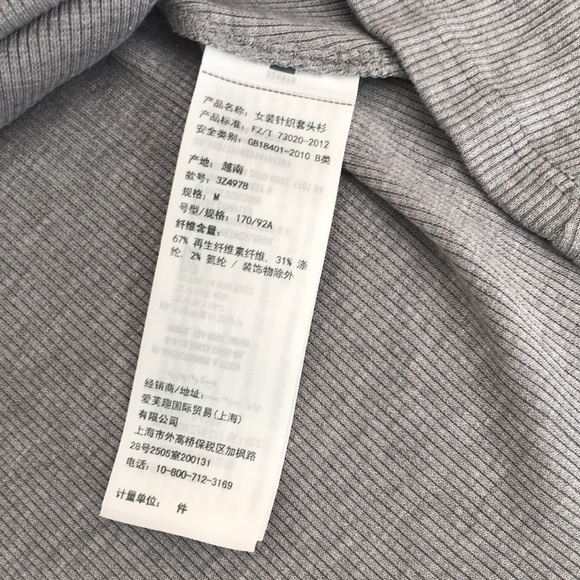 产品名称：女装针织套头衫
产品标准：FZ/T 73020-2012
安全类别：GB18401-2010 B类
产地：越南
款号：3Z4978
规格：M
号型/规格：170/92A
纤维含量：
67% 再生纤维素纤维，31% 涤
纶，2% 氨纶 / 装饰物除外
经销商/地址：
爱芙趣国际贸易(上海)
有限公司
上海市外高桥保税区加枫路
28号2505室200131
电话：10-800-712-3169
计量单位： 件